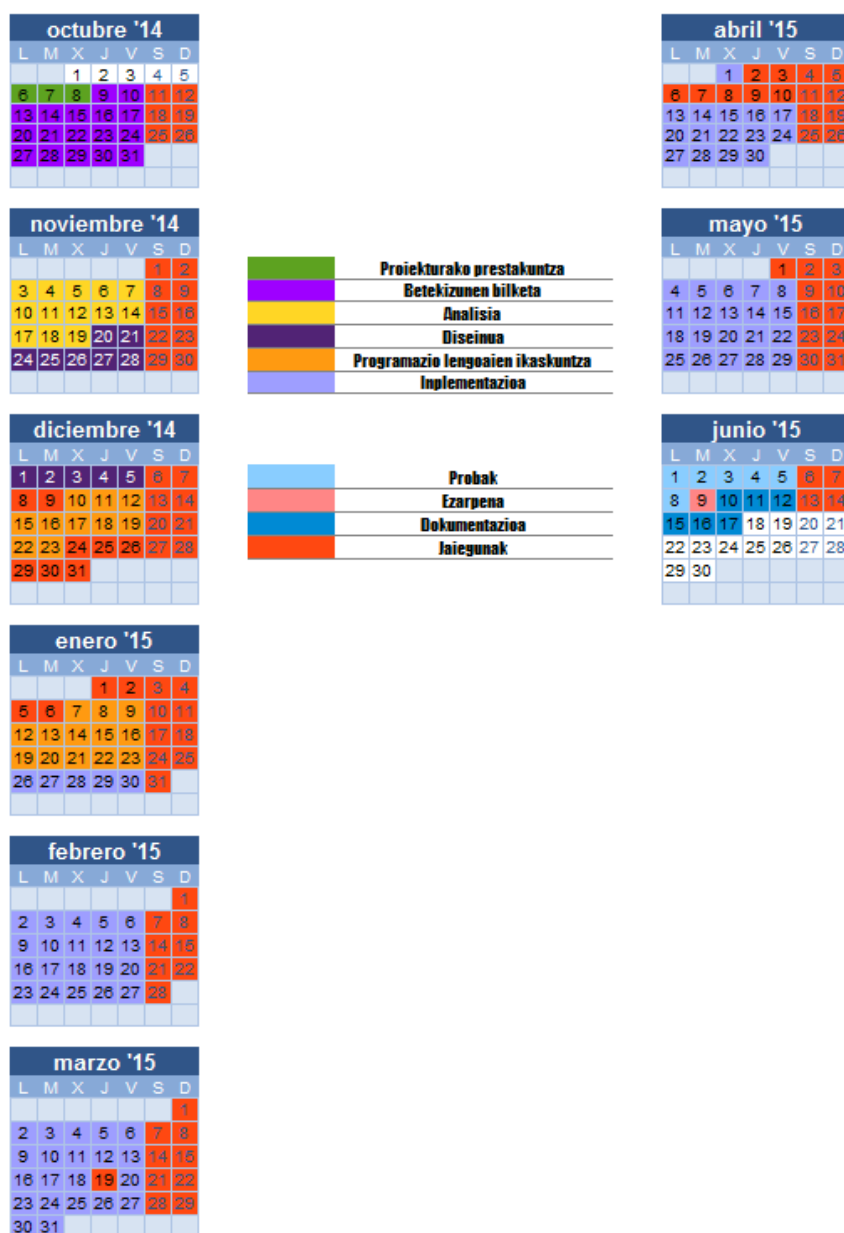 octubre '14
L M X J V S D
1 2 3 4 5
6 7 8 9 10 11 12
13 14 15 16 17 18 19
20 21 22 23 24 25 26
27 28 29 30 31
noviembre '14
L M X J V S D
1 2
3 4 5 6 7 8 9
10 11 12 13 14 15 16
17 18 19 20 21 22 23
24 25 26 27 28 29 30
diciembre '14
L M X J V S D
1 2 3 4 5 6 7
8 9 10 11 12 13 14
15 16 17 18 19 20 21
22 23 24 25 26 27 28
29 30 31
enero '15
L M X J V S D
1 2 3 4
5 6 7 8 9 10 11
12 13 14 15 16 17 18
19 20 21 22 23 24 25
26 27 28 29 30 31
febrero '15
L M X J V S D
1
2 3 4 5 6 7 8
9 10 11 12 13 14 15
16 17 18 19 20 21 22
23 24 25 26 27 28
marzo '15
L M X J V S D
1
2 3 4 5 6 7 8
9 10 11 12 13 14 15
16 17 18 19 20 21 22
23 24 25 26 27 28 29
30 31
Proiekturako prestakuntza
Betekizunen bilketa
Analisia
Diseinua
Programazio lengoaien ikaskuntza
Inplementazioa
Probak
Ezarpena
Dokumentazioa
Jaiegunak
abril '15
L M X J V S D
1 2 3 4 5
6 7 8 9 10 11 12
13 14 15 16 17 18 19
20 21 22 23 24 25 26
27 28 29 30
mayo '15
L M X J V S D
1 2 3
4 5 6 7 8 9 10
11 12 13 14 15 16 17
18 19 20 21 22 23 24
25 26 27 28 29 30 31
junio '15
L M X J V S D
1 2 3 4 5 6 7
8 9 10 11 12 13 14
15 16 17 18 19 20 21
22 23 24 25 26 27 28
29 30